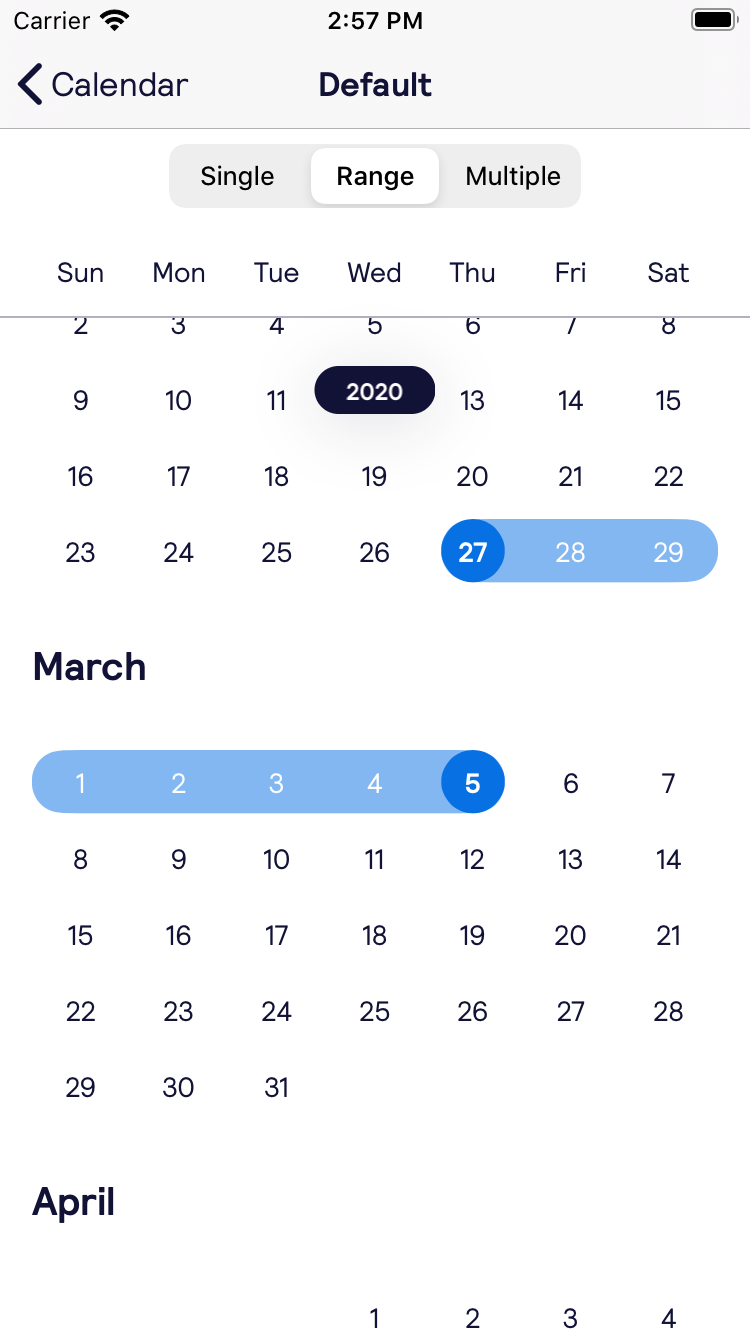 Carrier 2:57 PM
Calendar Default
Single Range Multiple
Sun Mon Tue Wed Thu Fri Sat
2 3 4 5 6 7 8
9 10 11 2020 13 14 15
16 17 18 19 20 21 22
23 24 25 26 27 28 29
March
1 2 3 4 5 6 7
8 9 10 11 12 13 14
15 16 17 18 19 20 21
22 23 24 25 26 27 28
29 30 31
April
1 2 3 4